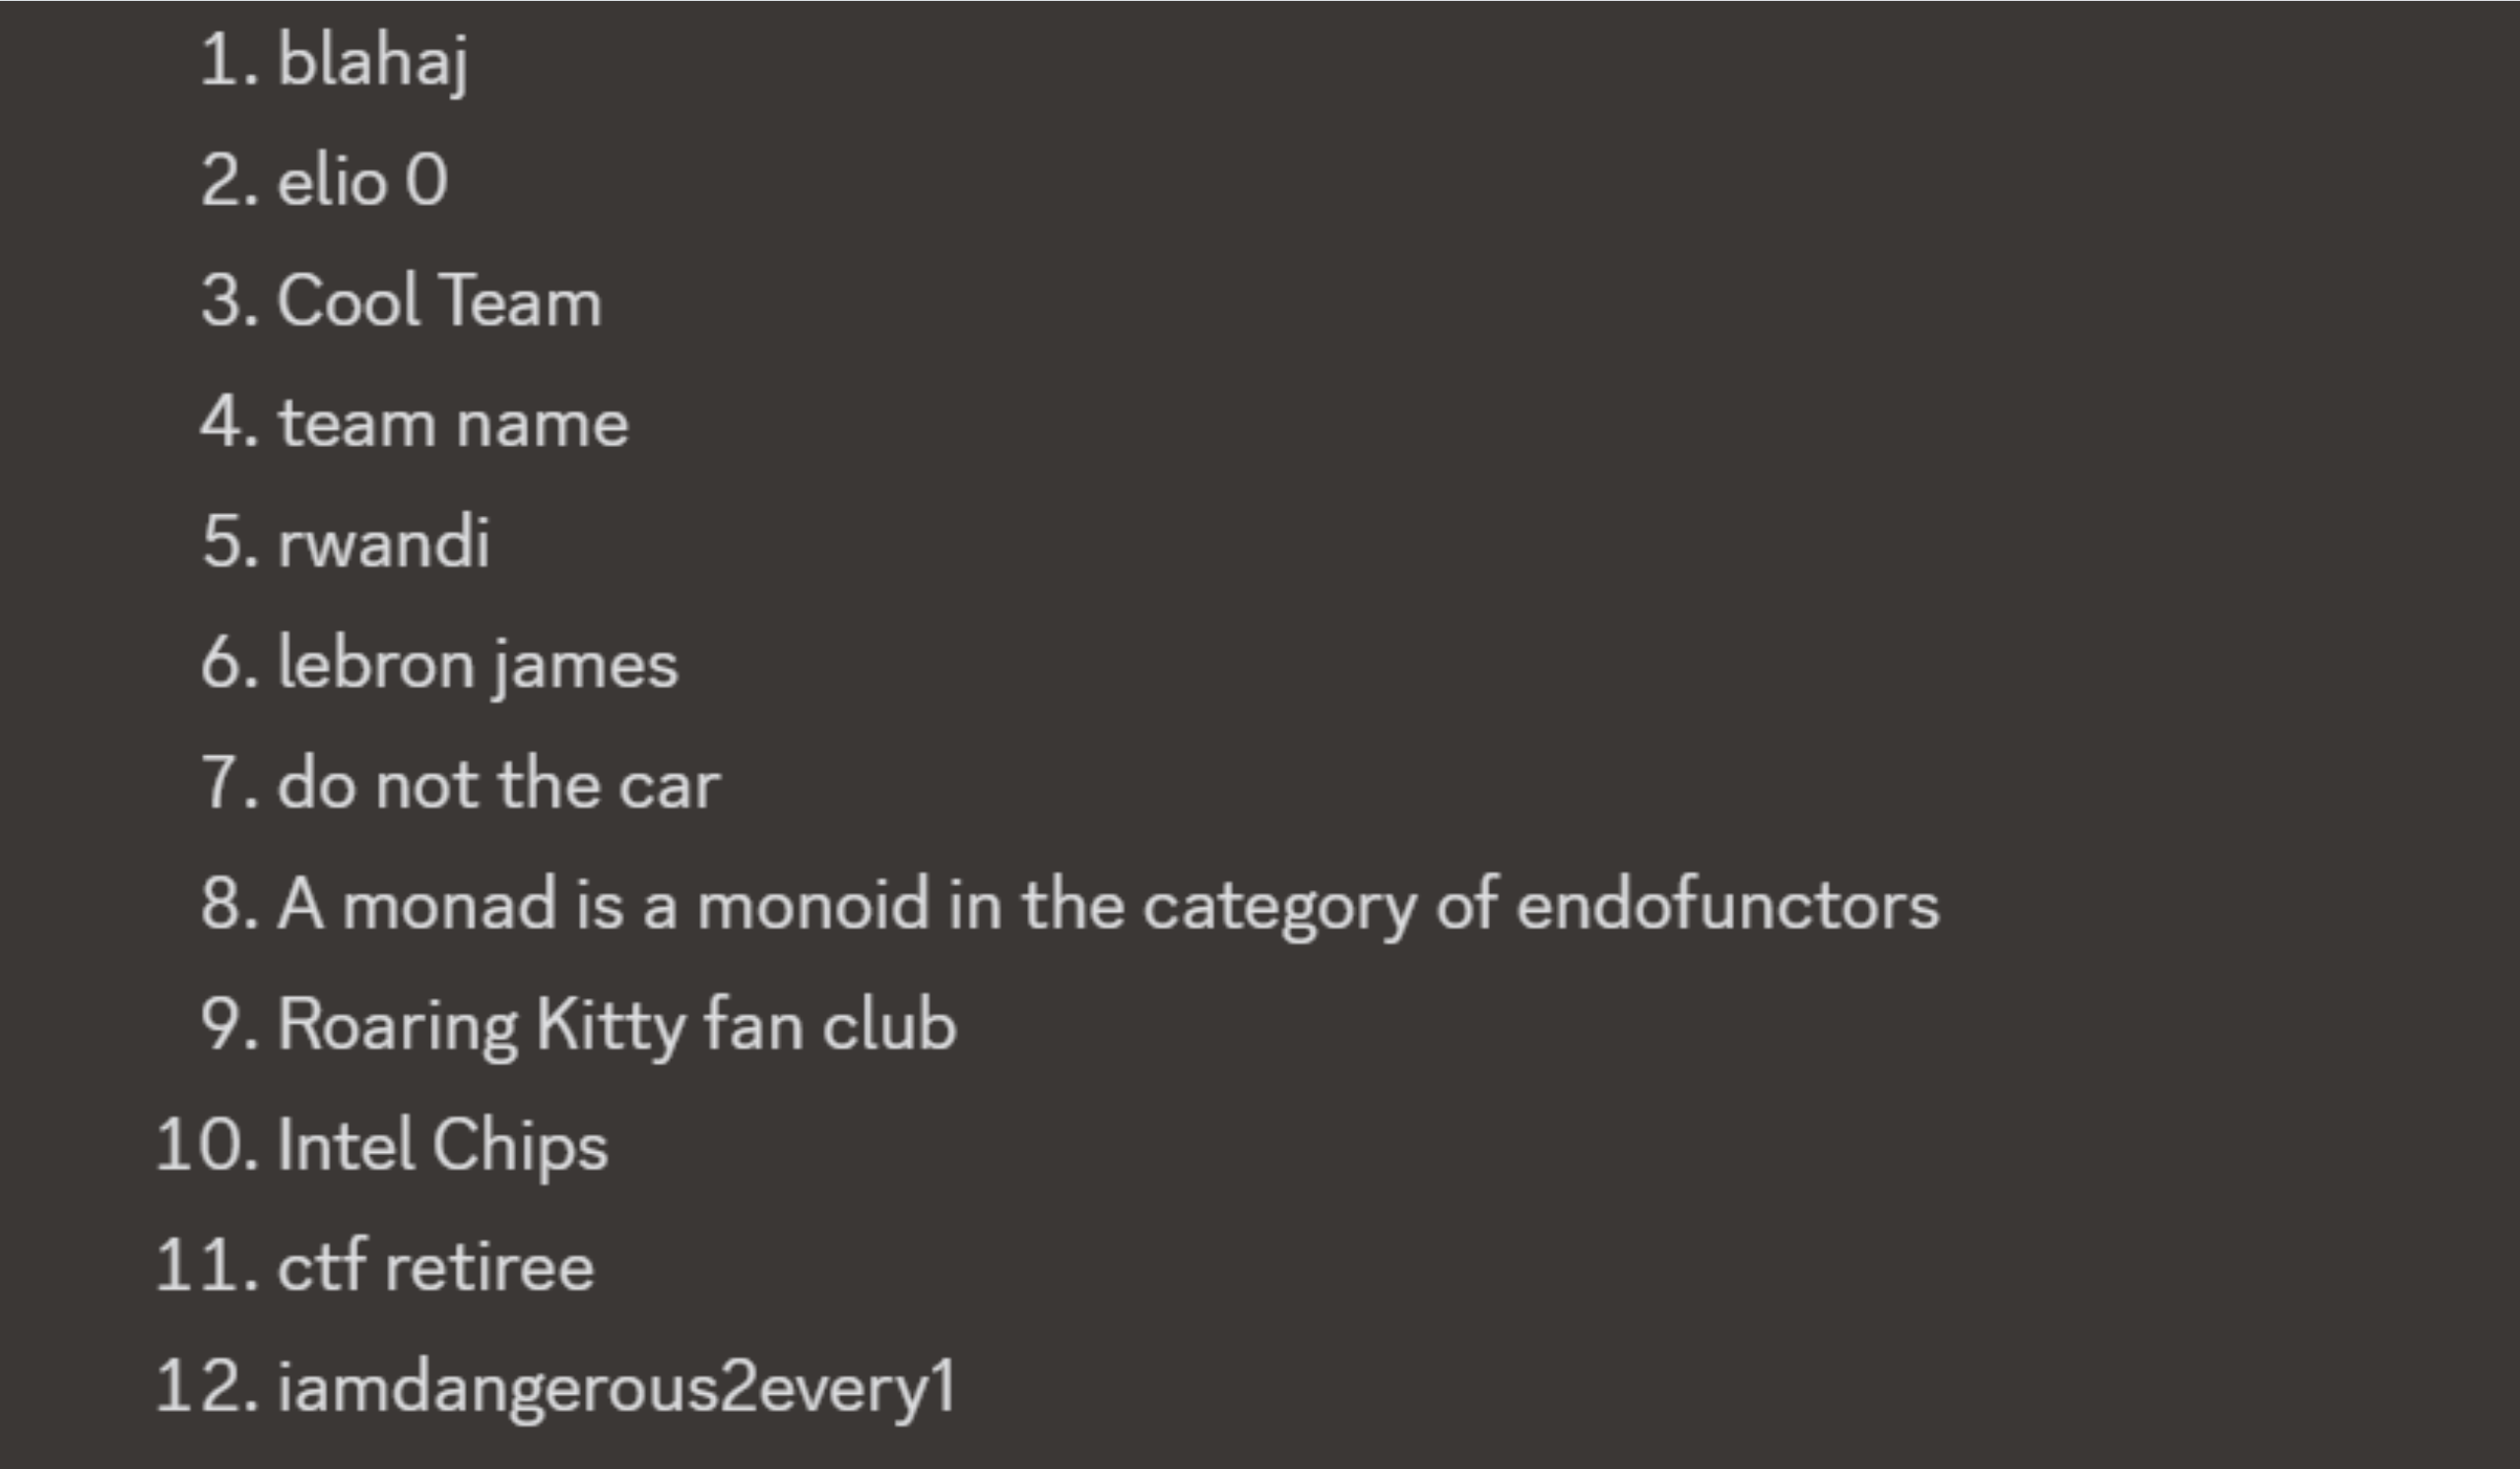 1. blahaj
2. elio 0
3. Cool Team
4. team name
5. rwandi
6. lebron james
7. do not the car
8. A monad is a monoid in the category of endofunctors
9. Roaring Kitty fan club
10. Intel Chips
11. ctf retiree
12. iamdangerous2every1